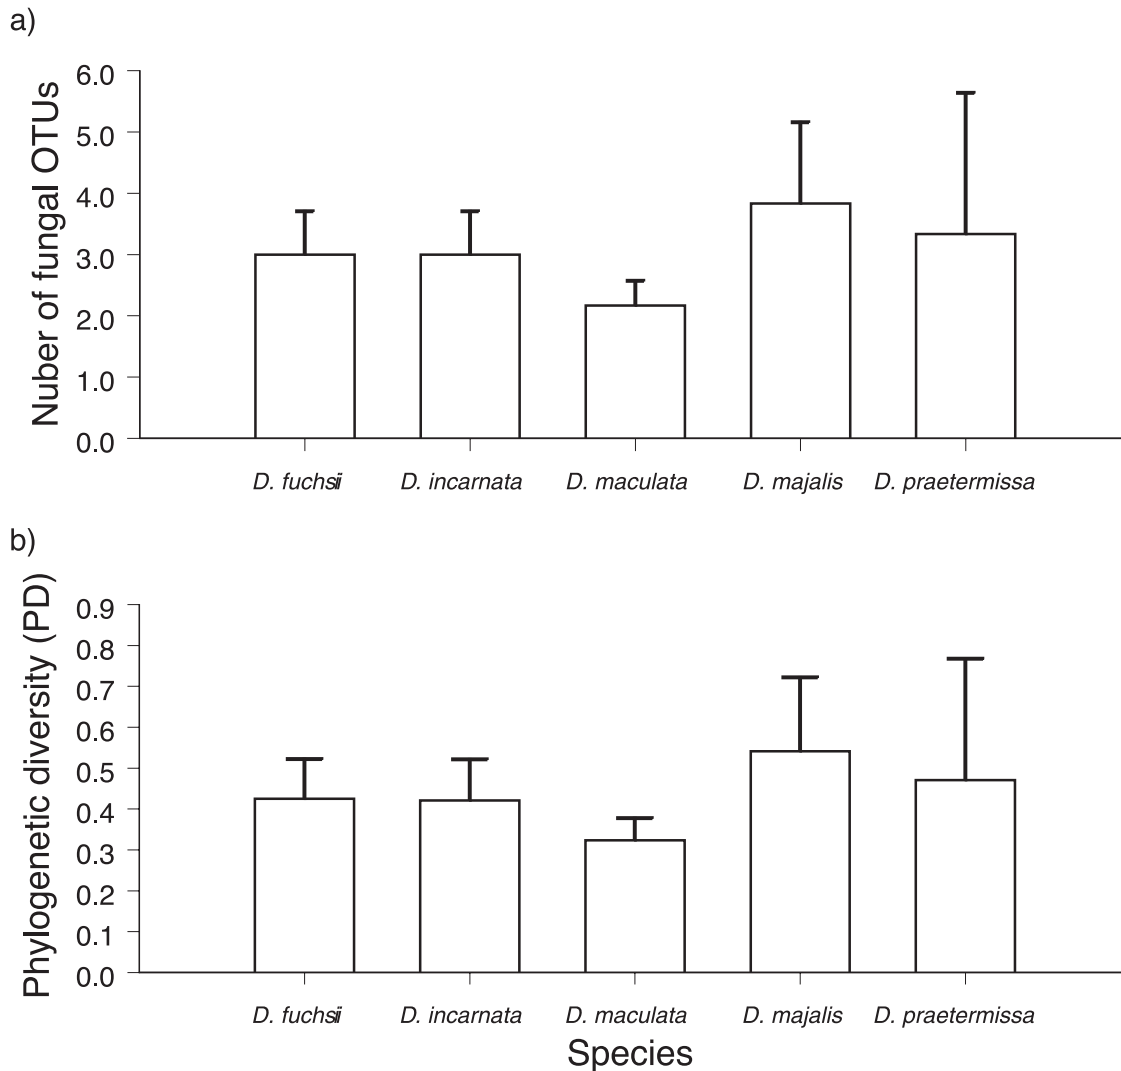 a)
Nuber of fungal OTUs
6.0
5.0
4.0
3.0
2.0
1.0
0.0
D. fuchsii D. incarnata D. maculata D. majalis D. praetermissa
b)
Phylogenetic diversity (PD)
0.9
0.8
0.7
0.6
0.5
0.4
0.3
0.2
0.1
0.0
D. fuchsii D. incarnata D. maculata D. majalis D. praetermissa
Species